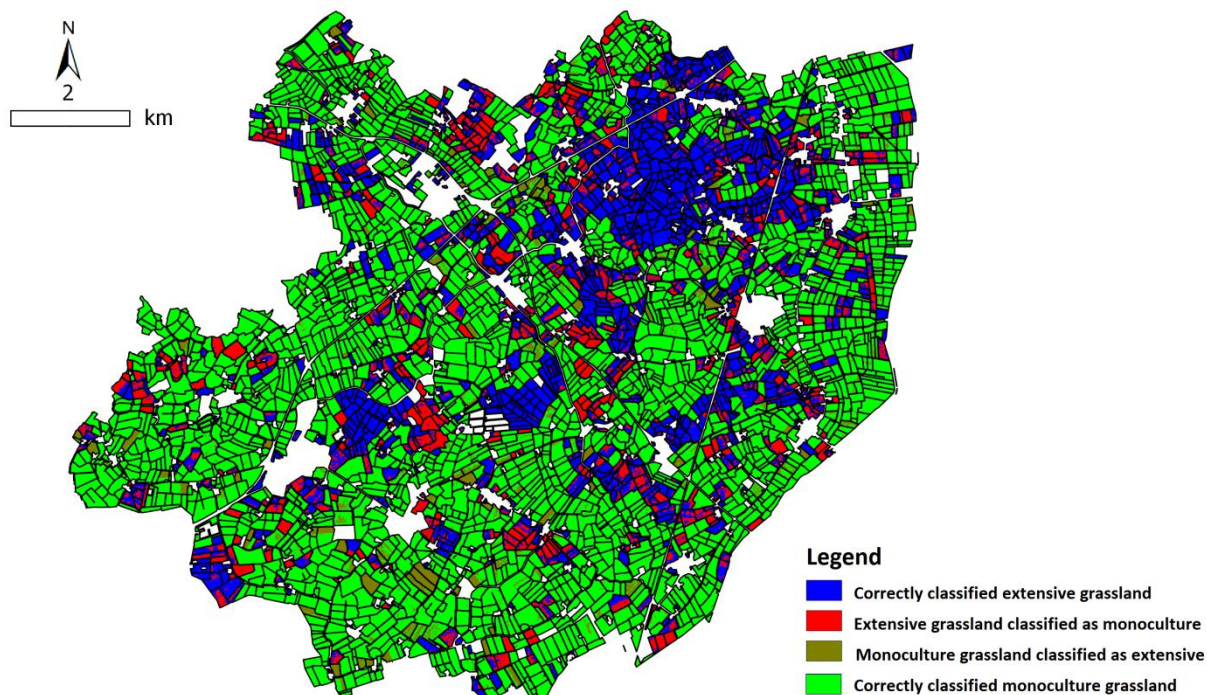 N
2
km
Legend
Correctly classified extensive grassland
Extensive grassland classified as monoculture
Monoculture grassland classified as extensive
Correctly classified monoculture grassland